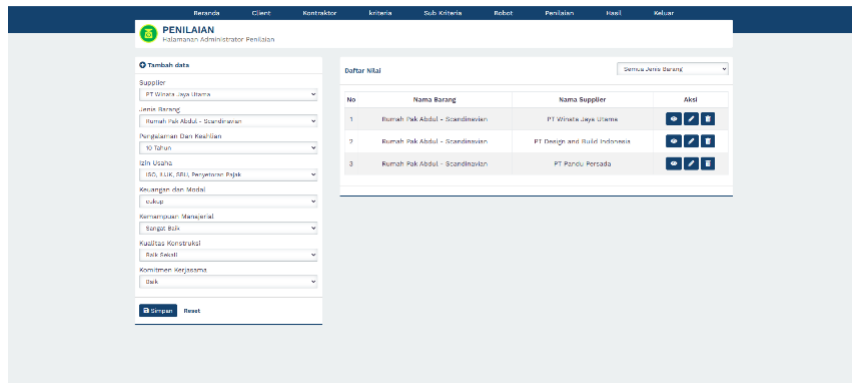 Beranda Client Kontraktor kriteria Sub Kriteria Bobot Penilaian Hasil Keluar
PENILAIAN
Halamanan Administrator Penilaian
Tambah data
Supplier
PT Winata Jaya Utama
Jenis Barang
Rumah Pak Abdul - Scandinavian
Pengalaman Dan Keahlian
10 Tahun
Izin Usaha
ISO, IUJK, SBU, Penyetoran Pajak
Keuangan dan Modal
cukup
Kemampuan Manajerial
Sangat Baik
Kualitas Konstruksi
Baik Sekali
Komitmen Kerjasama
Baik
Simpan Reset
Daftar Nilai Semua Jenis Barang
No Nama Barang Nama Supplier Aksi
1 Rumah Pak Abdul - Scandinavian PT Winata Jaya Utama
2 Rumah Pak Abdul - Scandinavian PT Design and Build Indonesia
3 Rumah Pak Abdul - Scandinavian PT Pandu Persada